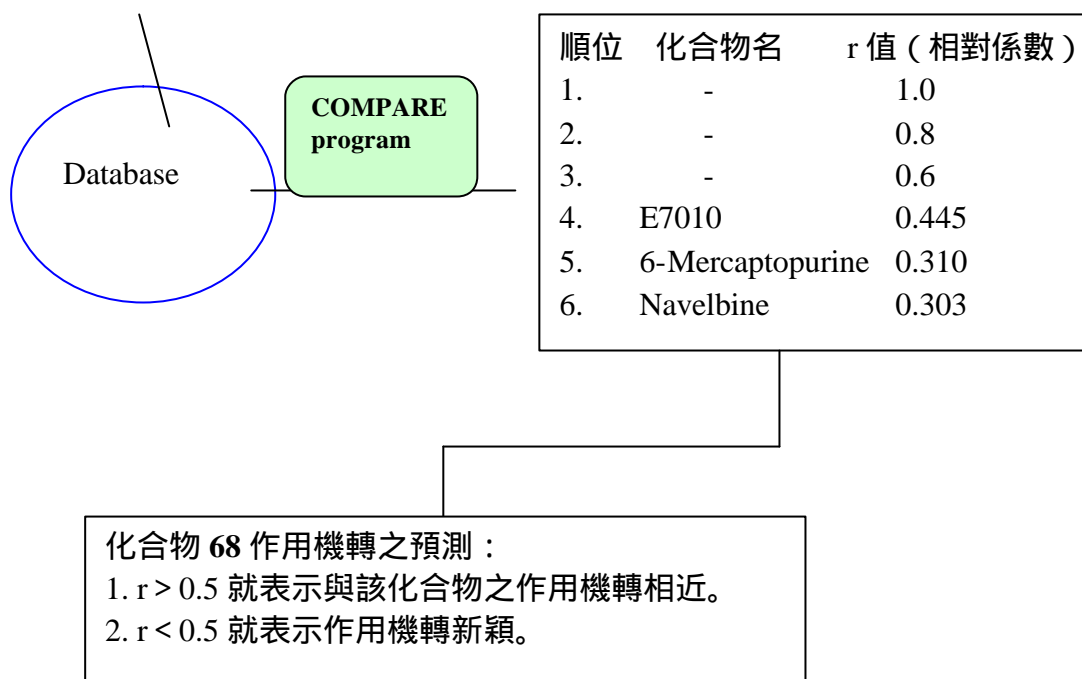 Database
COMPARE
program
順位 化合物名 r 值（相對係數）
1. - 1.0
2. - 0.8
3. - 0.6
4. E7010 0.445
5. 6-Mercaptopurine 0.310
6. Navelbine 0.303
化合物 68 作用機轉之預測：
1. r＞0.5 就表示與該化合物之作用機轉相近。
2. r＜0.5 就表示作用機轉新穎。